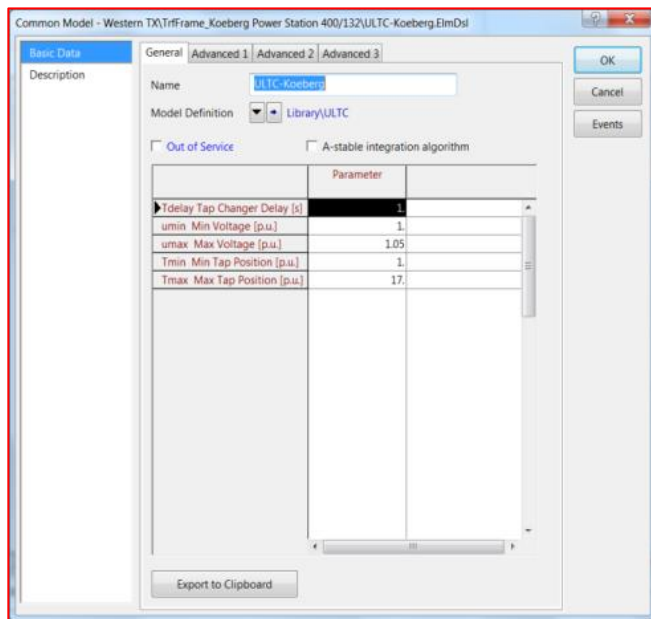 Common Model - Western TX\TrfFrame_Koeberg Power Station 400/132\ULTC-Koeberg.ElmDsl
Basic Data
Description
General Advanced 1 Advanced 2 Advanced 3
OK
Cancel
Events
Name ULTC-Koeberg
Model Definition Library\ULTC
Out of Service A-stable integration algorithm
Parameter
Tdelay Tap Changer Delay [s] 1.
umin Min Voltage [p.u.] 1.
umax Max Voltage [p.u.] 1.05
Tmin Min Tap Position [p.u.] 1.
Tmax Max Tap Position [p.u.] 17.
Export to Clipboard